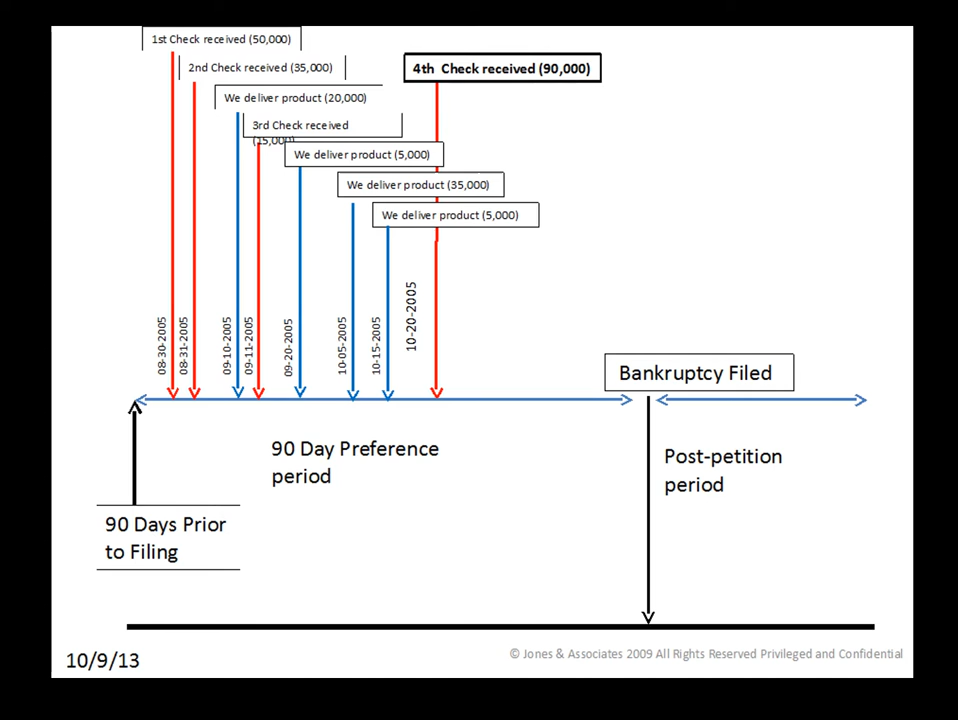 1st Check received (50,000)
2nd Check received (35,000)
4th Check received (90,000)
We deliver product (20,000)
3rd Check received
(15,000)
We deliver product (5,000)
We deliver product (35,000)
We deliver product (5,000)
08-30-2005
08-31-2005
09-10-2005
09-11-2005
09-20-2005
10-05-2005
10-15-2005
10-20-2005
Bankruptcy Filed
90 Day Preference
period
Post-petition
period
90 Days Prior
to Filing
10/9/13
© Jones & Associates 2009 All Rights Reserved Privileged and Confidential